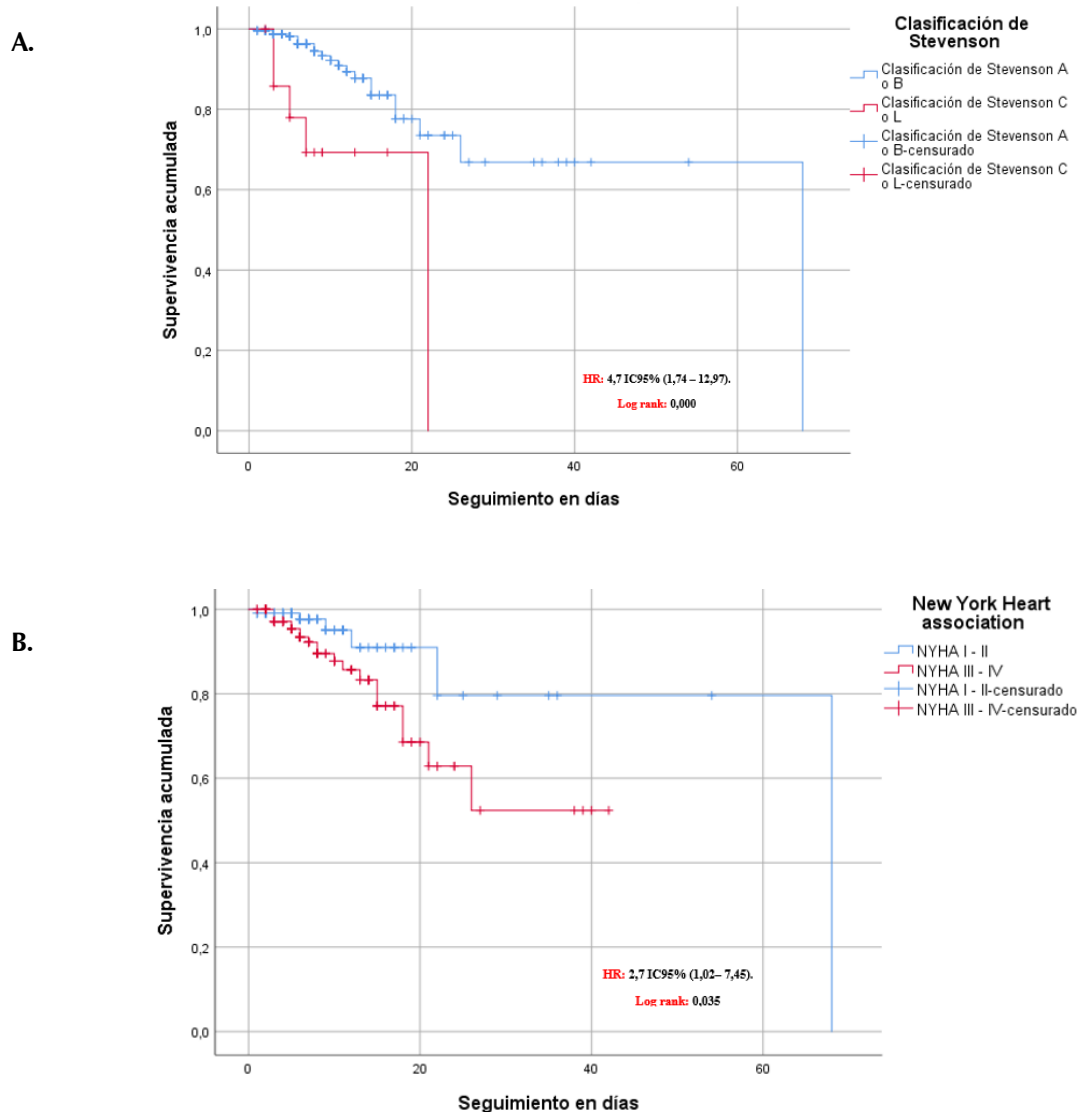 A.
Clasificación de
Stevenson
Clasificación de Stevenson A
o B
Clasificación de Stevenson C
o L
Clasificación de Stevenson A
o B-censurado
Clasificación de Stevenson C
o L-censurado
Supervivencia acumulada
1,0
0,8
0,6
0,4
0,2
0,0
HR: 4,7 IC95% (1,74 – 12,97).
Log rank: 0,000
0
20
40
60
Seguimiento en días
B.
New York Heart
association
NYHA I - II
NYHA III - IV
NYHA I - II-censurado
NYHA III - IV-censurado
Supervivencia acumulada
1,0
0,8
0,6
0,4
0,2
0,0
HR: 2,7 IC95% (1,02– 7,45).
Log rank: 0,035
0
20
40
60
Seguimiento en días